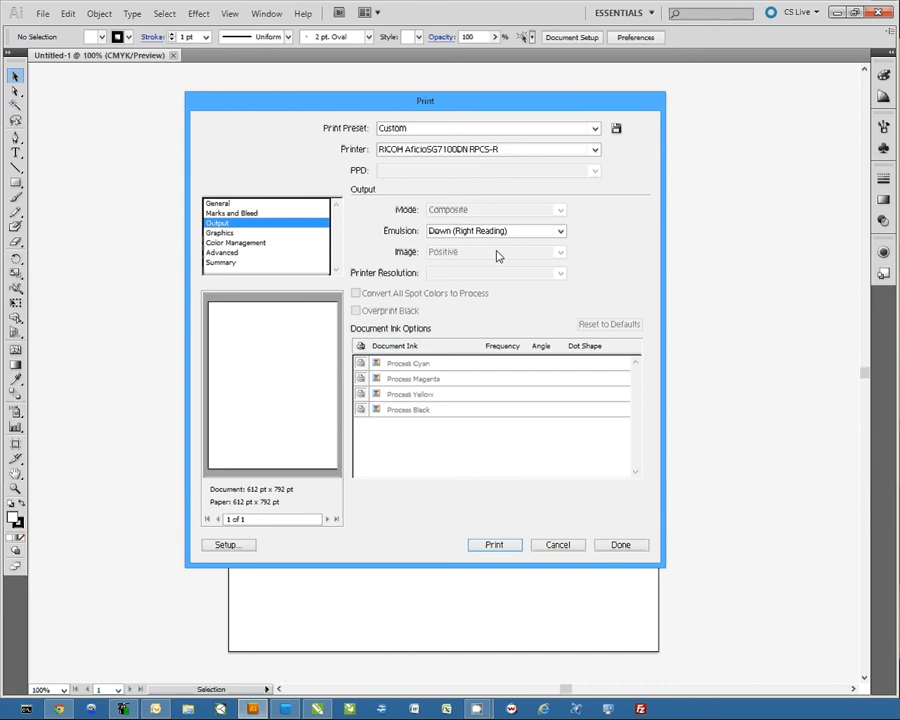 Ai File Edit Object Type Select Effect View Window Help Br ESSENTIALS CS Live
No Selection Stroke: 1 pt Uniform 2 pt. Oval Style: Opacity: 100 % Document Setup Preferences
Untitled-1 @ 100% (CMYK/Preview)
Print
Print Preset: Custom
Printer: RICOH AficioSG7100DN RPCS-R
PPD:
General
Marks and Bleed
Output
Graphics
Color Management
Advanced
Summary
Output
Mode: Composite
Emulsion: Down (Right Reading)
Image: Positive
Printer Resolution:
Convert All Spot Colors to Process
Overprint Black
Reset to Defaults
Document Ink Options
Document Ink Frequency Angle Dot Shape
Process Cyan
Process Magenta
Process Yellow
Process Black
Document: 612 pt x 792 pt
Paper: 612 pt x 792 pt
1 of 1
Setup... Print Cancel Done
100% 1 Selection